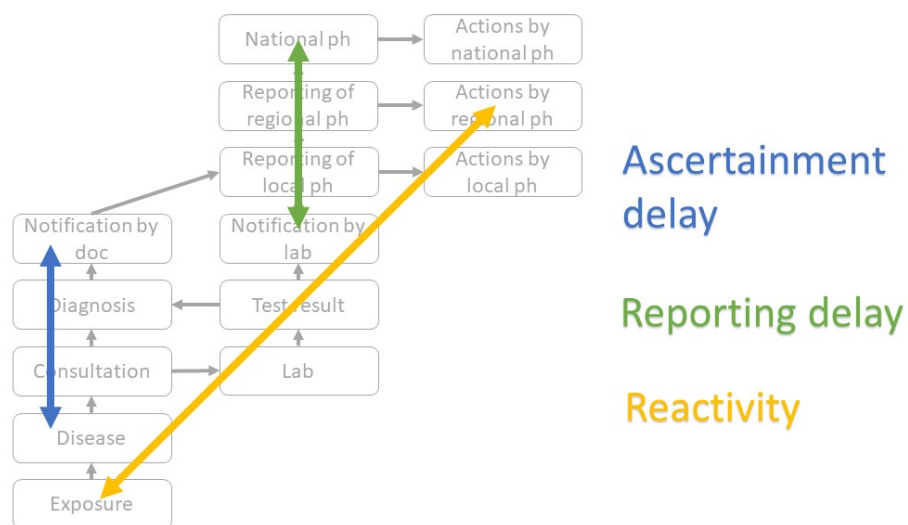 National ph
Actions by
national ph
Reporting of
regional ph
Actions by
regional ph
Reporting of
local ph
Actions by
local ph
Notification by
doc
Notification by
lab
Diagnosis
Test result
Consultation
Lab
Disease
Exposure
Ascertainment
delay
Reporting delay
Reactivity